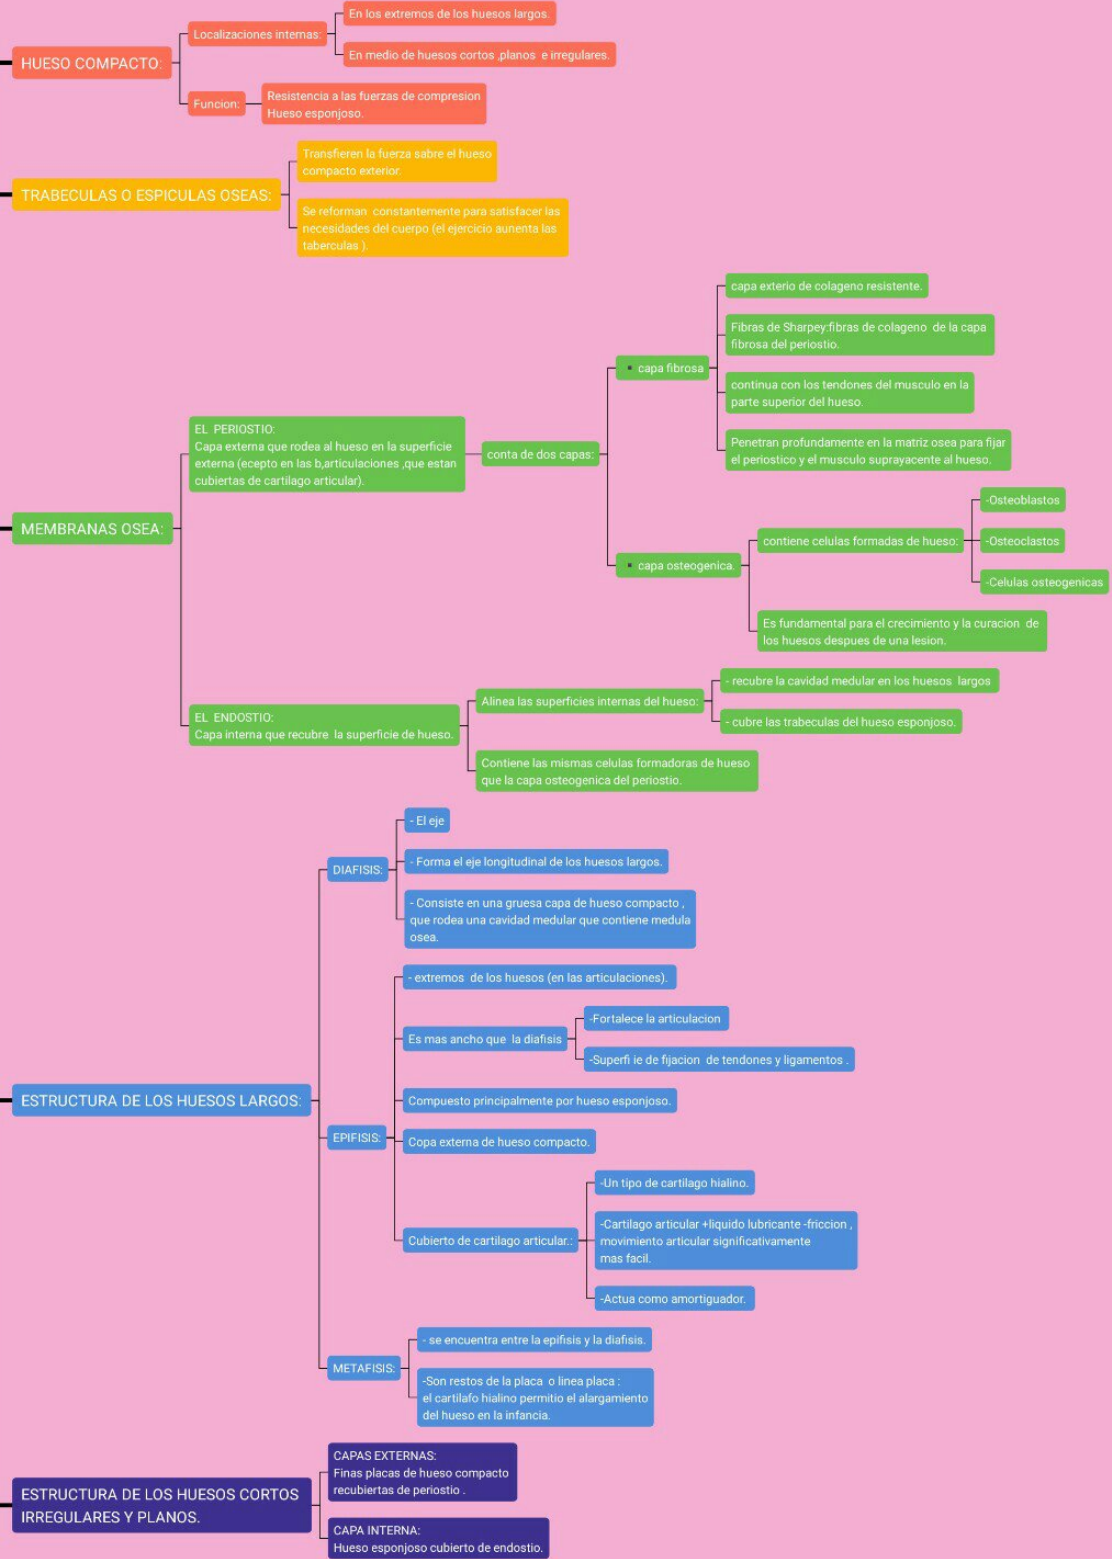 HUESO COMPACTO:
Localizaciones internas:
En los extremos de los huesos largos.
En medio de huesos cortos ,planos e irregulares.
Funcion:
Resistencia a las fuerzas de compresion
Hueso esponjoso.
TRABECULAS O ESPICULAS OSEAS:
Transfieren la fuerza sabre el hueso
compacto exterior.
Se reforman constantemente para satisfacer las
necesidades del cuerpo (el ejercicio aunenta las
taberculas ).
MEMBRANAS OSEA:
EL PERIOSTIO:
Capa externa que rodea al hueso en la superficie
externa (ecepto en las b,articulaciones ,que estan
cubiertas de cartilago articular).
conta de dos capas:
▪ capa fibrosa
capa exterio de colageno resistente.
Fibras de Sharpey:fibras de colageno de la capa
fibrosa del periostio.
continua con los tendones del musculo en la
parte superior del hueso.
Penetran profundamente en la matriz osea para fijar
el periostico y el musculo suprayacente al hueso.
▪ capa osteogenica.
contiene celulas formadas de hueso:
-Osteoblastos
-Osteoclastos
-Celulas osteogenicas
Es fundamental para el crecimiento y la curacion de
los huesos despues de una lesion.
EL ENDOSTIO:
Capa interna que recubre la superficie de hueso.
Alinea las superficies internas del hueso:
- recubre la cavidad medular en los huesos largos
- cubre las trabeculas del hueso esponjoso.
Contiene las mismas celulas formadoras de hueso
que la capa osteogenica del periostio.
ESTRUCTURA DE LOS HUESOS LARGOS:
DIAFISIS:
- El eje
- Forma el eje longitudinal de los huesos largos.
- Consiste en una gruesa capa de hueso compacto ,
que rodea una cavidad medular que contiene medula
osea.
EPIFISIS:
- extremos de los huesos (en las articulaciones).
Es mas ancho que la diafisis
-Fortalece la articulacion
-Superfi ie de fijacion de tendones y ligamentos .
Compuesto principalmente por hueso esponjoso.
Copa externa de hueso compacto.
Cubierto de cartilago articular.:
-Un tipo de cartilago hialino.
-Cartilago articular +liquido lubricante -friccion ,
movimiento articular significativamente
mas facil.
-Actua como amortiguador.
METAFISIS:
- se encuentra entre la epifisis y la diafisis.
-Son restos de la placa o linea placa :
el cartilafo hialino permitio el alargamiento
del hueso en la infancia.
ESTRUCTURA DE LOS HUESOS CORTOS
IRREGULARES Y PLANOS.
CAPAS EXTERNAS:
Finas placas de hueso compacto
recubiertas de periostio .
CAPA INTERNA:
Hueso esponjoso cubierto de endostio.